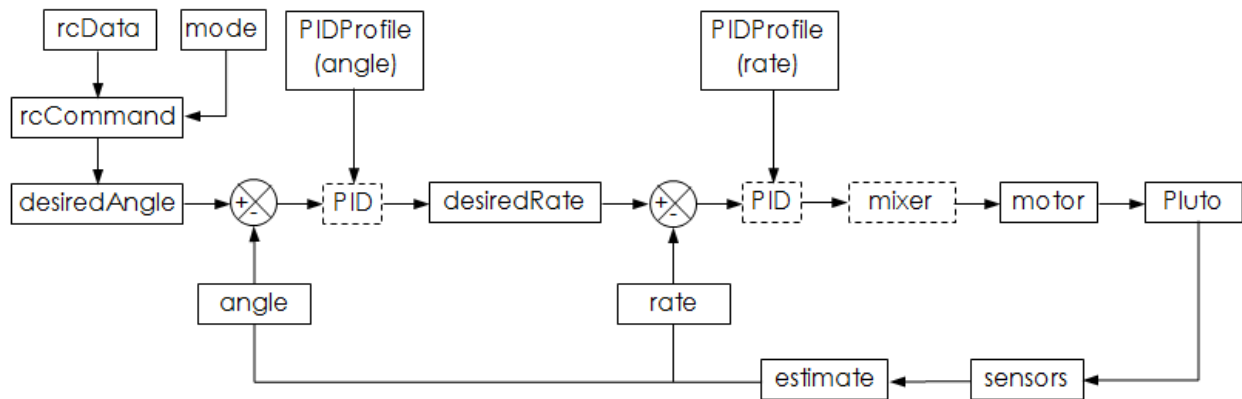 rcData
mode
PIDProfile
(angle)
PIDProfile
(rate)
rcCommand
desiredAngle
+
-
PID
desiredRate
+
-
PID
mixer
motor
Pluto
angle
rate
estimate
sensors